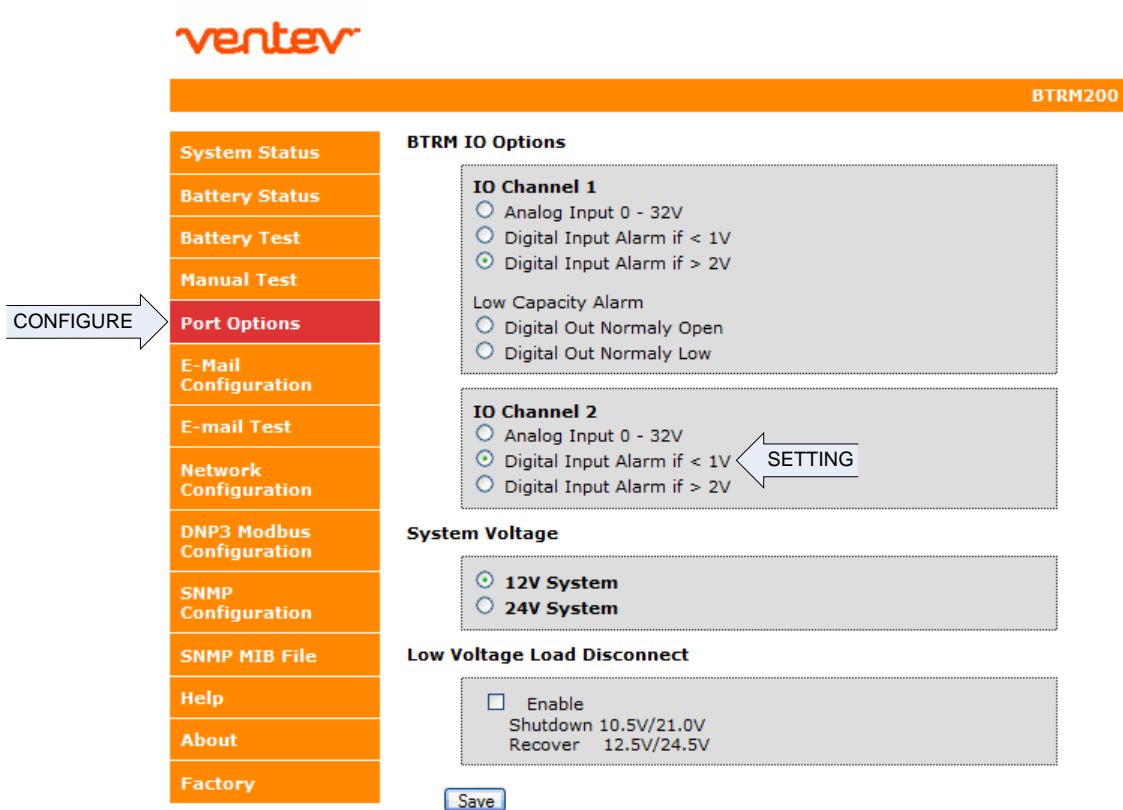 ventev
BTRM200
CONFIGURE
System Status
Battery Status
Battery Test
Manual Test
Port Options
E-Mail
Configuration
E-mail Test
Network
Configuration
DNP3 Modbus
Configuration
SNMP
Configuration
SNMP MIB File
Help
About
Factory
BTRM IO Options
IO Channel 1
Analog Input 0 - 32V
Digital Input Alarm if < 1V
Digital Input Alarm if > 2V
Low Capacity Alarm
Digital Out Normaly Open
Digital Out Normaly Low
IO Channel 2
Analog Input 0 - 32V
Digital Input Alarm if < 1V
SETTING
Digital Input Alarm if > 2V
System Voltage
12V System
24V System
Low Voltage Load Disconnect
Enable
Shutdown 10.5V/21.0V
Recover 12.5V/24.5V
Save